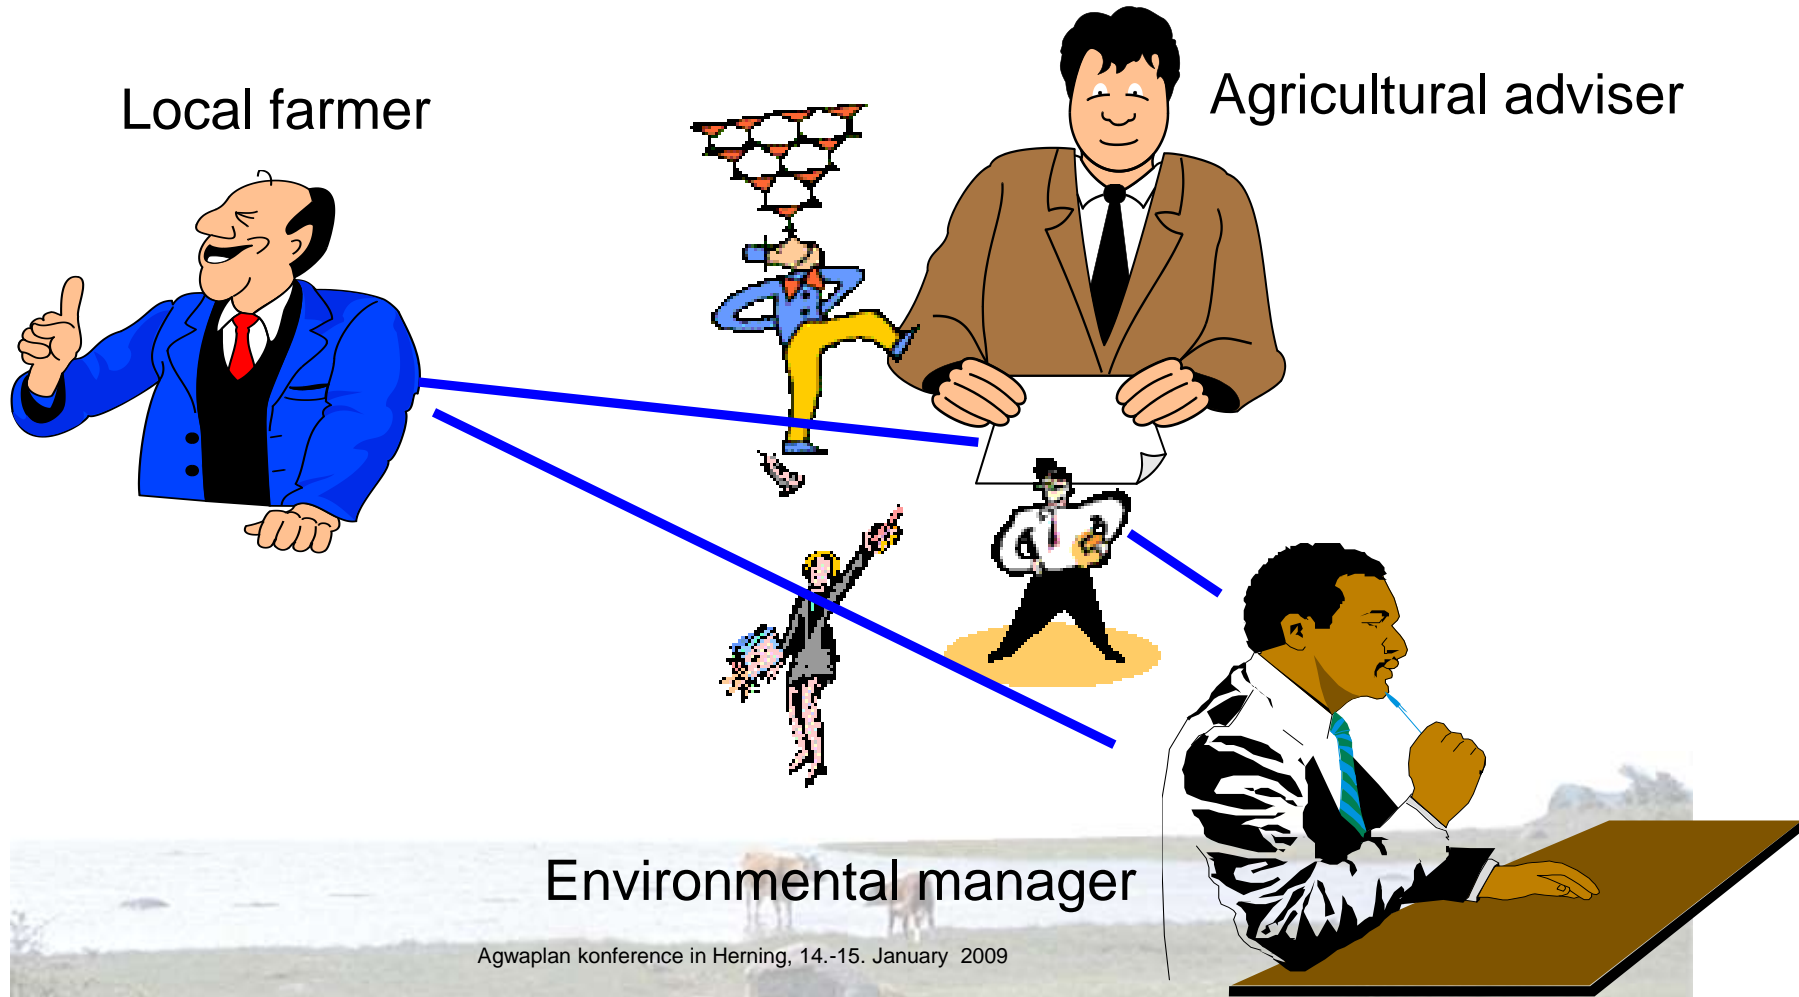 Local farmer
Agricultural adviser
Environmental manager
Agwaplan konference in Herning, 14.-15. January 2009